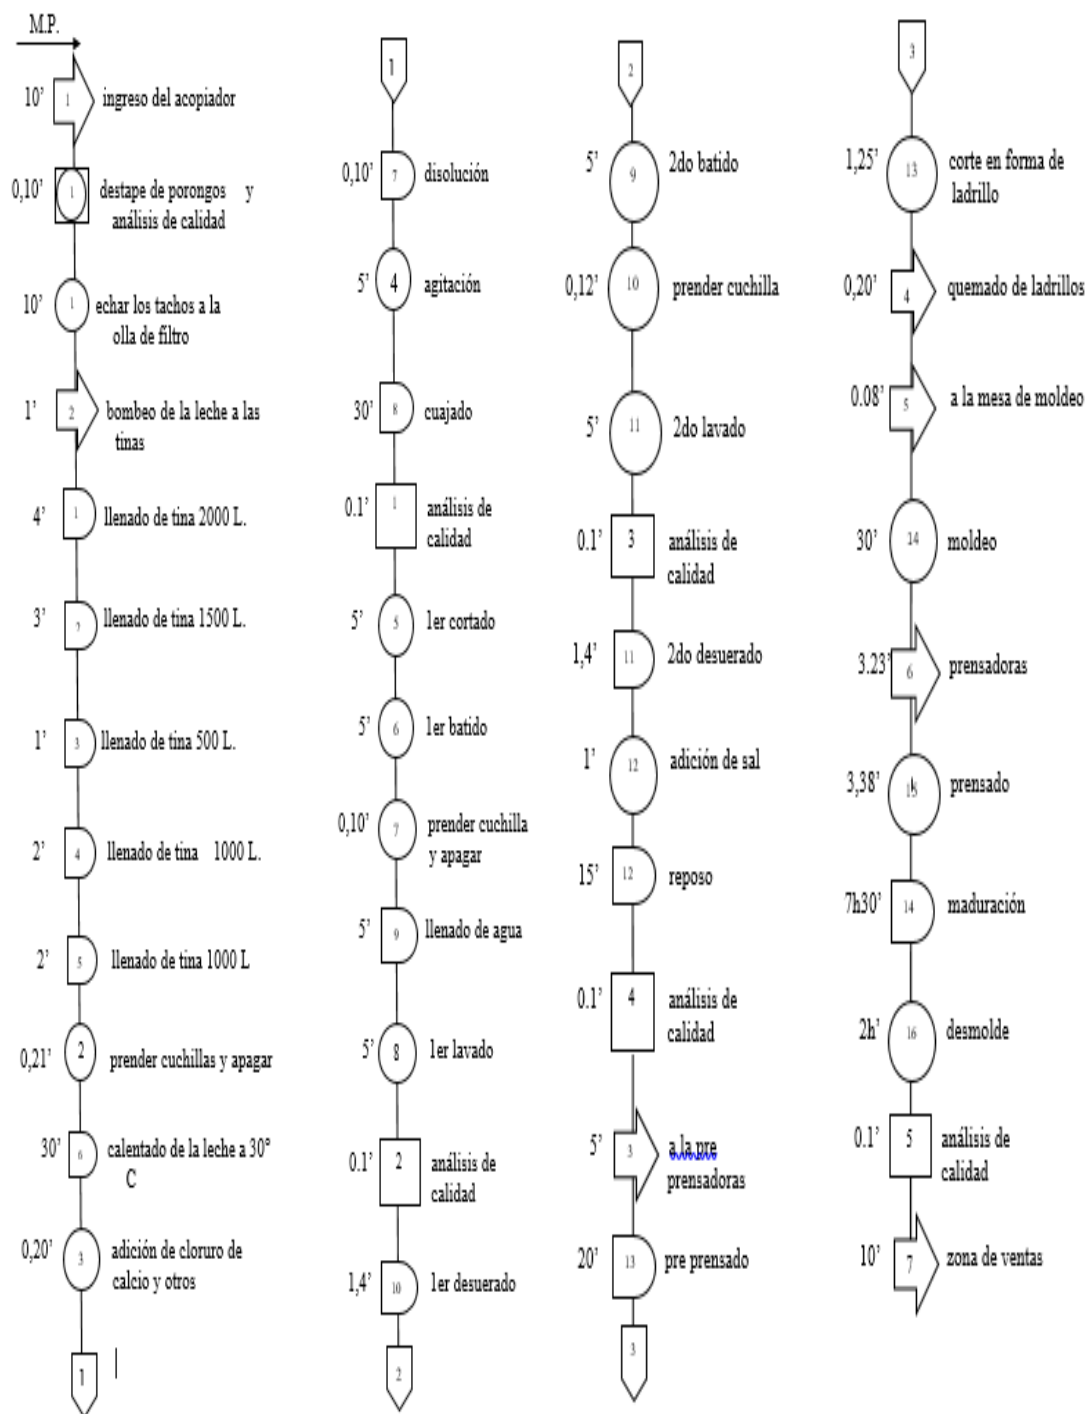 M.P.
10’ 1 ingreso del acopiador
0,10’ 1 destape de porongos y
análisis de calidad
10’ 1 echar los tachos a la
olla de filtro
1’ 2 bombeo de la leche a las
tinas
4’ 1 llenado de tina 2000 L.
3’ 2 llenado de tina 1500 L.
1’ 3 llenado de tina 500 L.
2’ 4 llenado de tina 1000 L.
2’ 5 llenado de tina 1000 L
0,21’ 2 prender cuchillas y apagar
30’ 6 calentado de la leche a 30°
C
0,20’ 3 adición de cloruro de
calcio y otros
1
1
0,10’ 7 disolución
5’ 4 agitación
30’ 8 cuajado
0.1’ 1 análisis de
calidad
5’ 5 1er cortado
5’ 6 1er batido
0,10’ 7 prender cuchilla
y apagar
5’ 9 llenado de agua
5’ 8 1er lavado
0.1’ 2 análisis de
calidad
1,4’ 10 1er desuerado
2
2
5’ 9 2do batido
0,12’ 10 prender cuchilla
5’ 11 2do lavado
0.1’ 3 análisis de
calidad
1,4’ 11 2do desuerado
1’ 12 adición de sal
15’ 12 reposo
0.1’ 4 análisis de
calidad
5’ 3 a la pre
prensadoras
20’ 13 pre prensado
3
3
1,25’ 13 corte en forma de
ladrillo
0,20’ 4 quemado de ladrillos
0.08’ 5 a la mesa de moldeo
30’ 14 moldeo
3.23’ 6 prensadoras
3,38’ 15 prensado
7h30’ 14 maduración
2h’ 16 desmolde
0.1’ 5 análisis de
calidad
10’ 7 zona de ventas